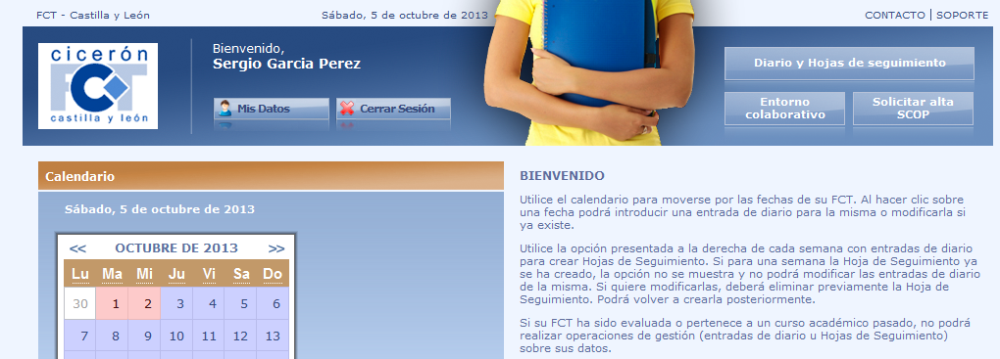 FCT - Castilla y León
Sábado, 5 de octubre de 2013
CONTACTO | SOPORTE
cicerón
FCT
castilla y león
Bienvenido,
Sergio Garcia Perez
Mis Datos
Cerrar Sesión
Diario y Hojas de seguimiento
Entorno
colaborativo
Solicitar alta
SCOP
Calendario
Sábado, 5 de octubre de 2013
<< OCTUBRE DE 2013 >>
Lu Ma Mi Ju Vi Sa Do
30 1 2 3 4 5 6
7 8 9 10 11 12 13
BIENVENIDO
Utilice el calendario para moverse por las fechas de su FCT. Al hacer clic sobre
una fecha podrá introducir una entrada de diario para la misma o modificarla si
ya existe.
Utilice la opción presentada a la derecha de cada semana con entradas de diario
para crear Hojas de Seguimiento. Si para una semana la Hoja de Seguimiento ya
se ha creado, la opción no se muestra y no podrá modificar las entradas de diario
de la misma. Si quiere modificarlas, deberá eliminar previamente la Hoja de
Seguimiento. Podrá volver a crearla posteriormente.
Si su FCT ha sido evaluada o pertenece a un curso académico pasado, no podrá
realizar operaciones de gestión (entradas de diario u Hojas de Seguimiento)
sobre sus datos.